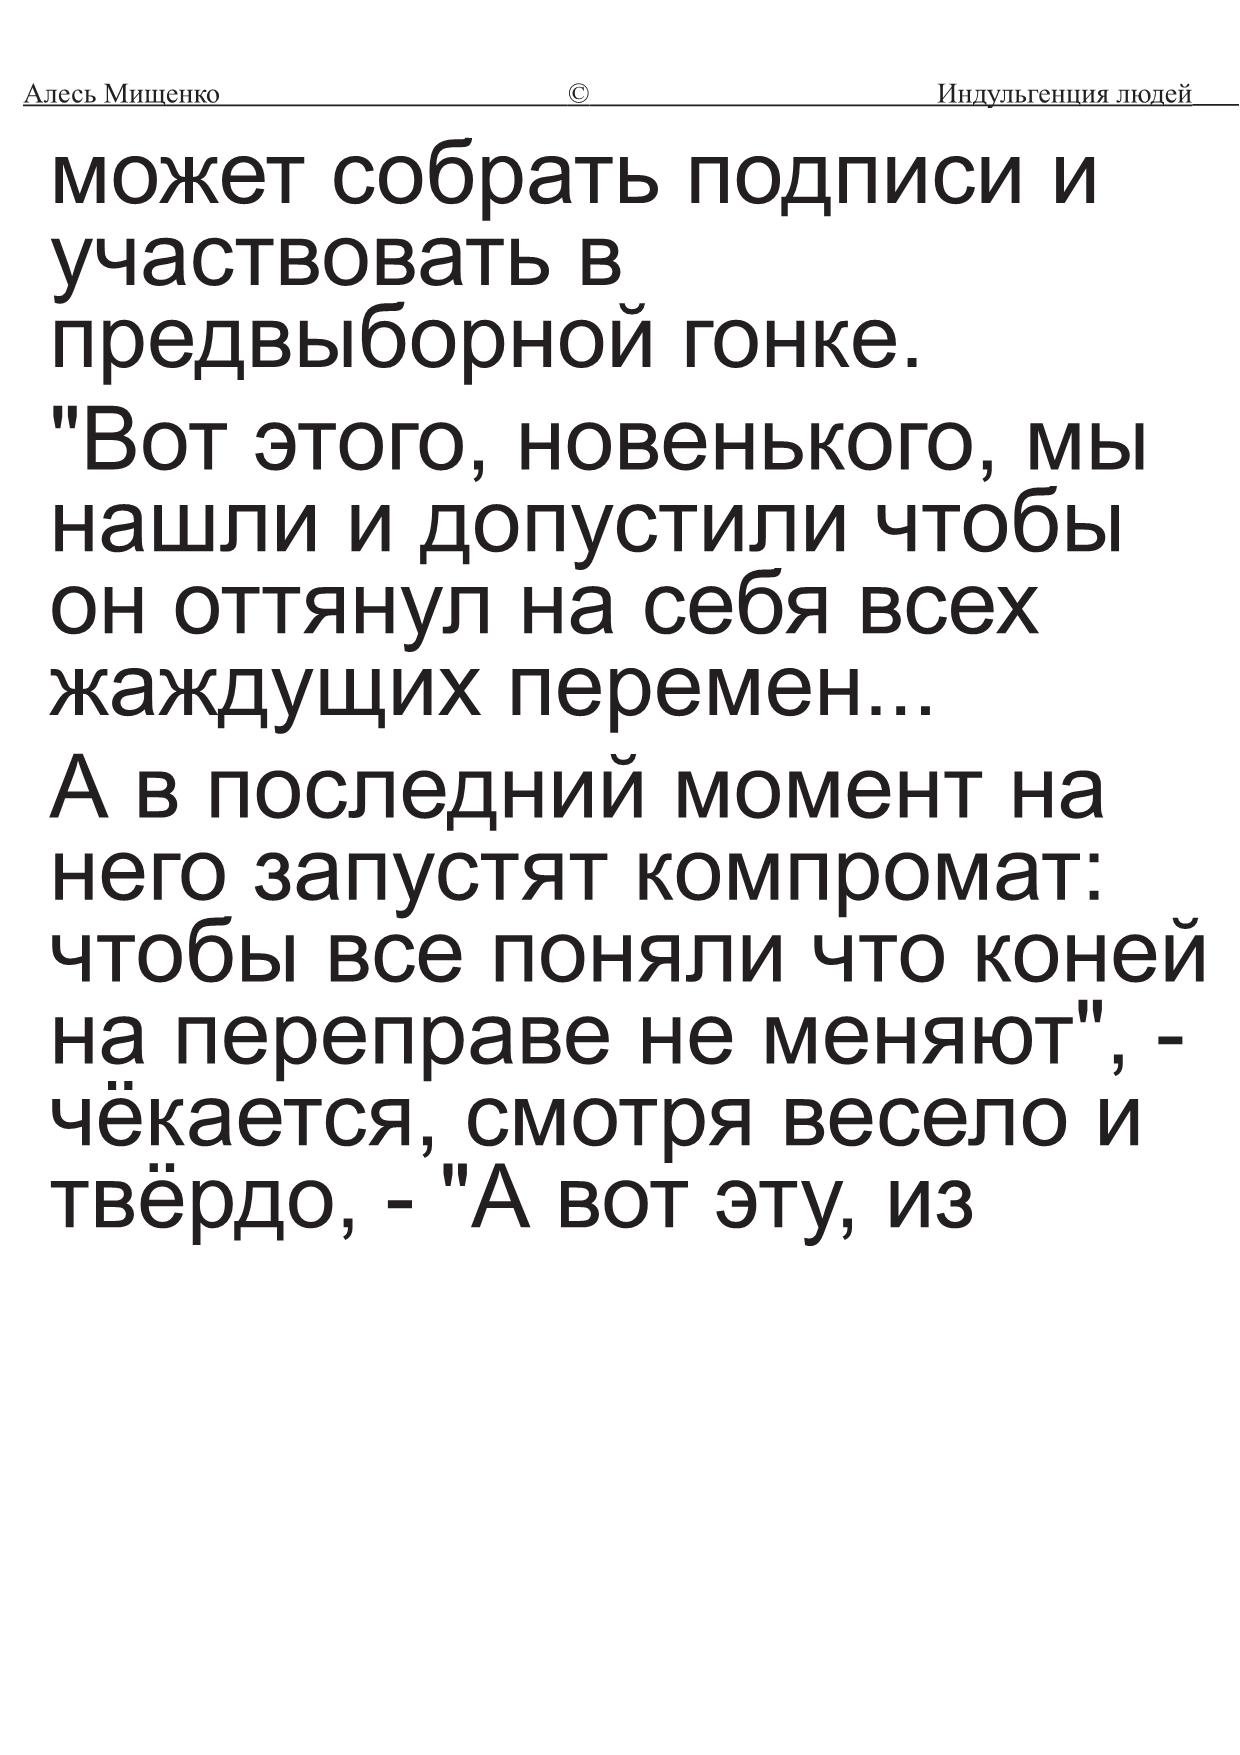 Алесь Мищенко © Индульгенция людей
может собрать подписи и
участвовать в
предвыборной гонке.
"Вот этого, новенького, мы
нашли и допустили чтобы
он оттянул на себя всех
жаждущих перемен...
А в последний момент на
него запустят компромат:
чтобы все поняли что коней
на переправе не меняют", -
чёкается, смотря весело и
твёрдо, - "А вот эту, из